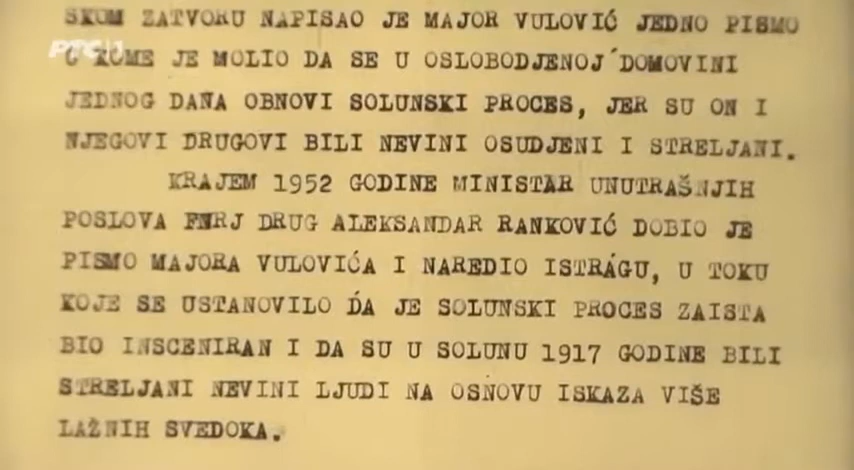 SKOM ZATVORU NAPISAO JE MAJOR VULOVIĆ JEDNO PISMO
PTC 1
U KOME JE MOLIO DA SE U OSLOBODJENOJ DOMOVINI
JEDNOG DANA OBNOVI SOLUNSKI PROCES, JER SU ON I
NJEGOVI DRUGOVI BILI NEVINI OSUDJENI I STRELJANI.
KRAJEM 1952 GODINE MINISTAR UNUTRAŠNJIH
POSLOVA FNRJ DRUG ALEKSANDAR RANKOVIĆ DOBIO JE
PISMO MAJORA VULOVIĆA I NAREDIO ISTRAGU, U TOKU
KOJE SE USTANOVILO DA JE SOLUNSKI PROCES ZAISTA
BIO INSCENIRAN I DA SU U SOLUNU 1917 GODINE BILI
STRELJANI NEVINI LJUDI NA OSNOVU ISKAZA VIŠE
LAŽNIH SVEDOKA.